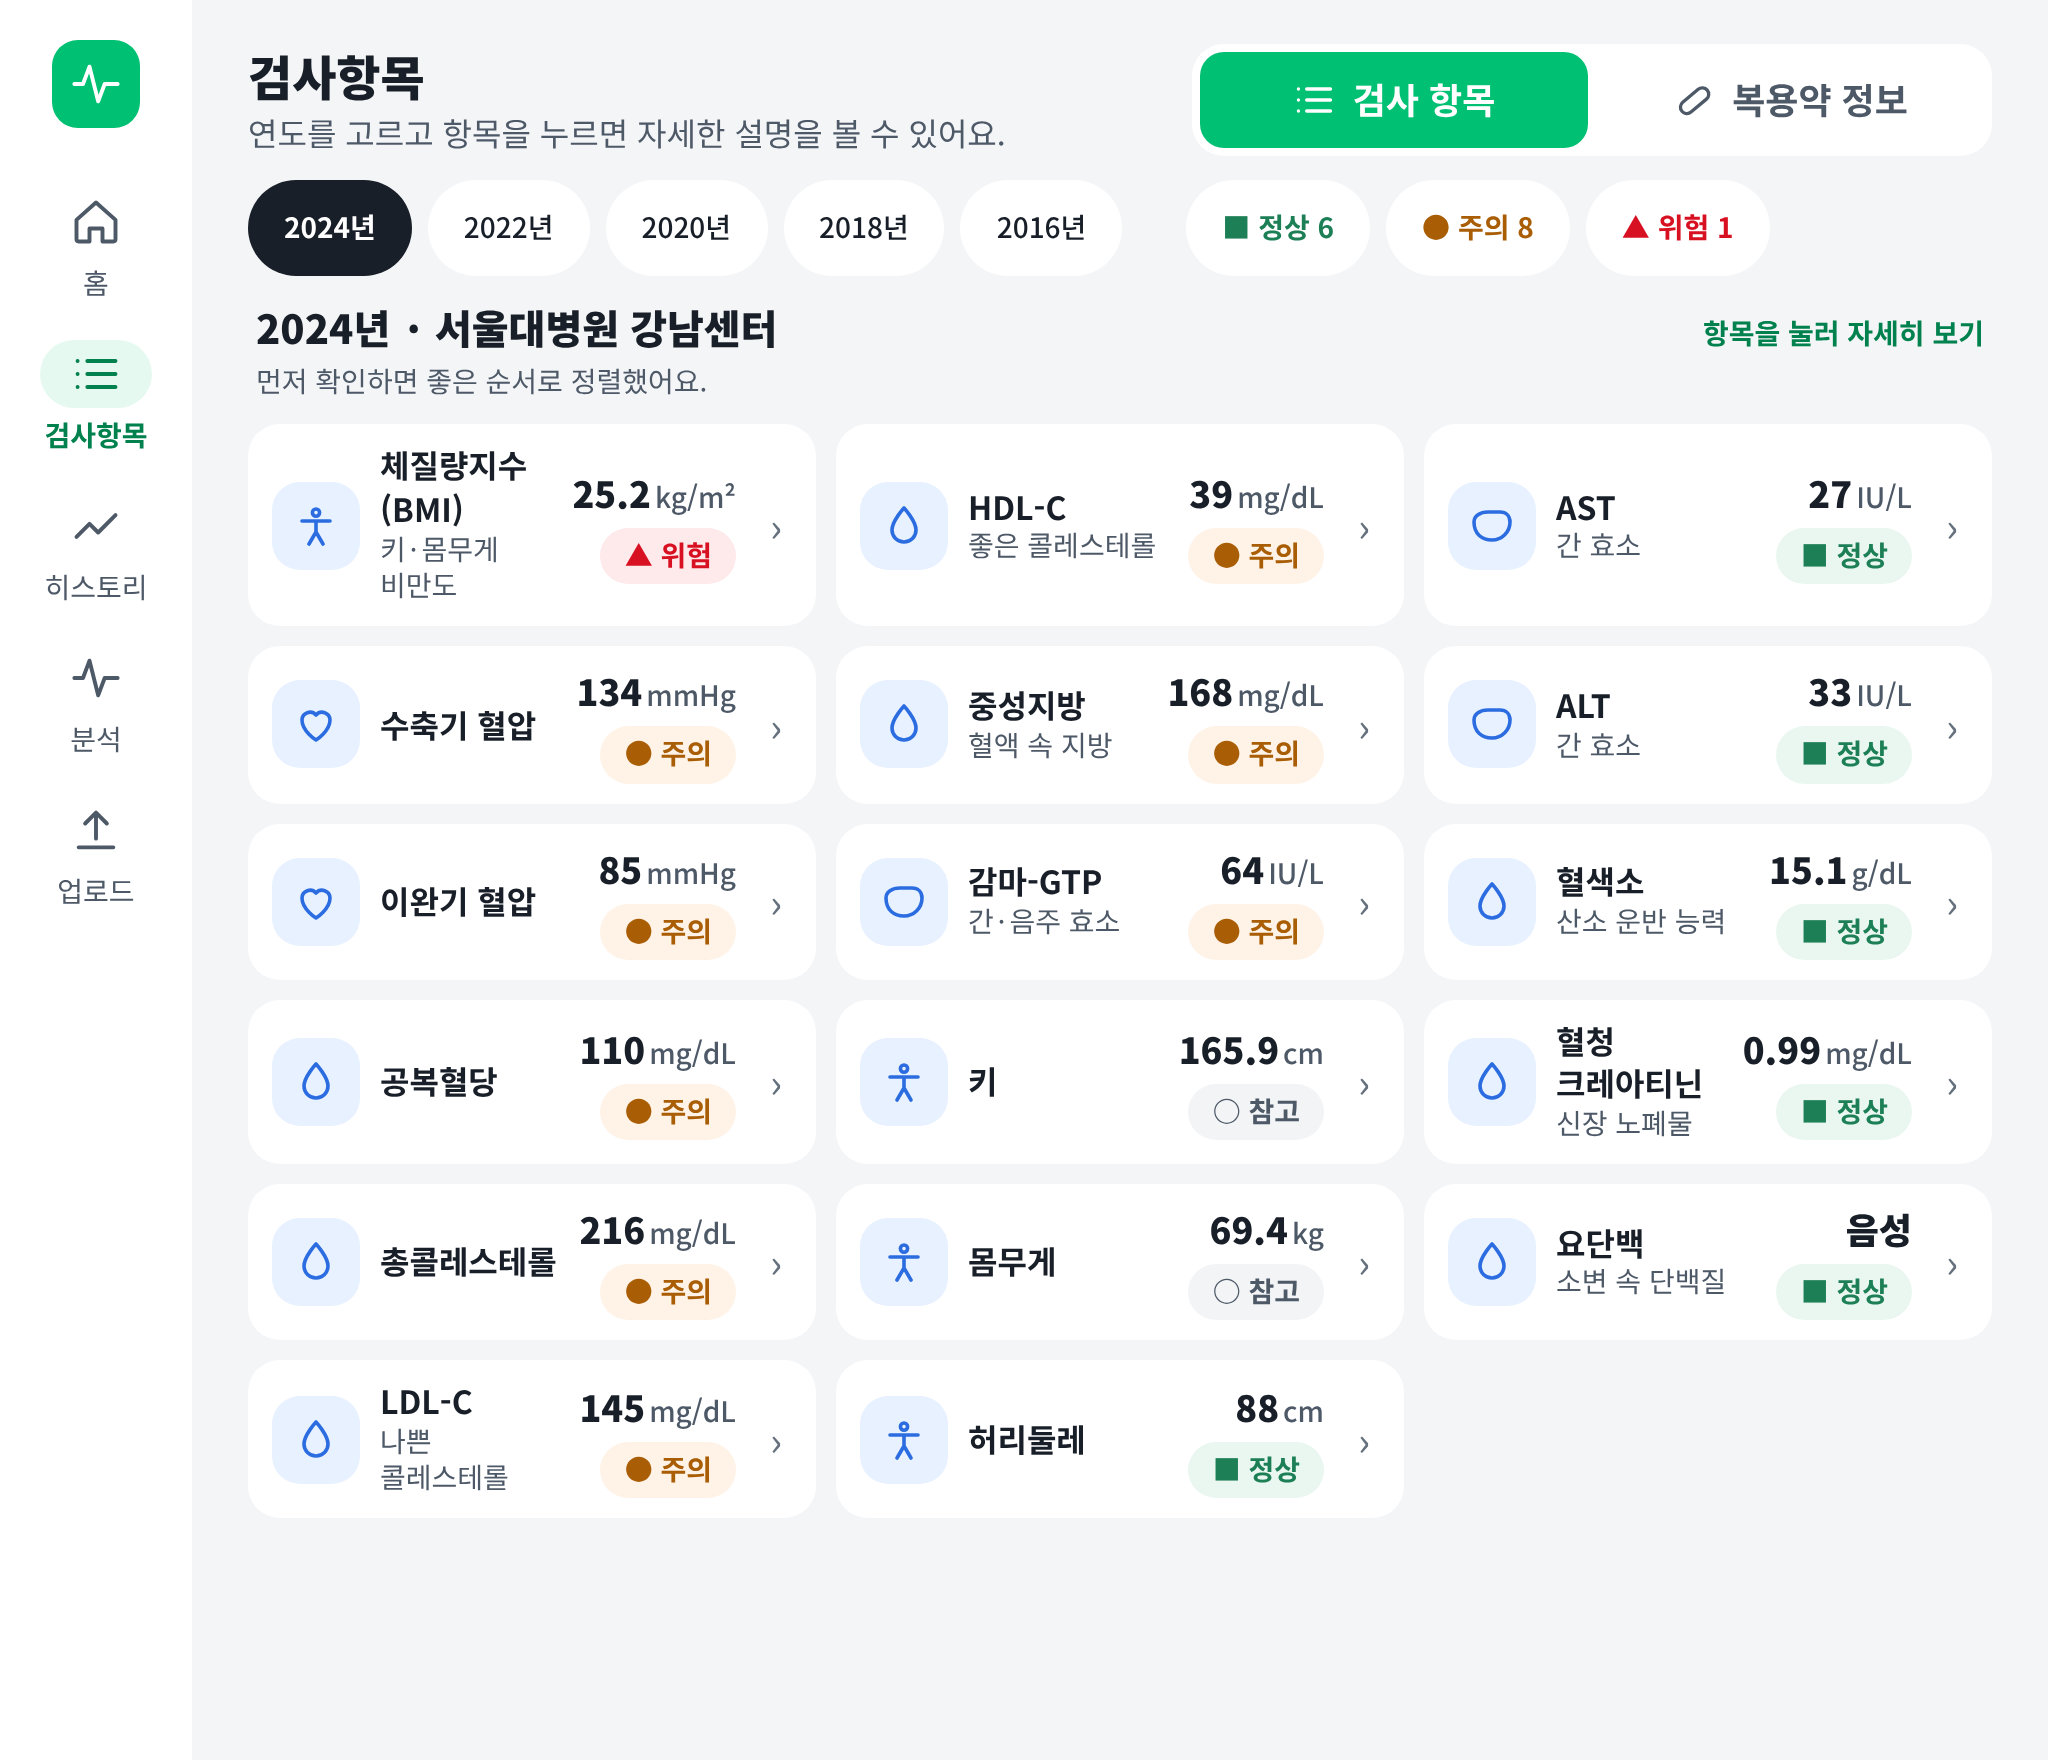 홈
검사항목
히스토리
분석
업로드
검사항목
연도를 고르고 항목을 누르면 자세한 설명을 볼 수 있어요.
검사 항목
복용약 정보
2024년
2022년
2020년
2018년
2016년
■ 정상 6
● 주의 8
▲ 위험 1
2024년 · 서울대병원 강남센터
먼저 확인하면 좋은 순서로 정렬했어요.
항목을 눌러 자세히 보기
체질량지수
(BMI)
키·몸무게
비만도
25.2 kg/m²
▲ 위험
›
HDL-C
좋은 콜레스테롤
39 mg/dL
● 주의
›
AST
간 효소
27 IU/L
■ 정상
›
수축기 혈압
134 mmHg
● 주의
›
중성지방
혈액 속 지방
168 mg/dL
● 주의
›
ALT
간 효소
33 IU/L
■ 정상
›
이완기 혈압
85 mmHg
● 주의
›
감마-GTP
간·음주 효소
64 IU/L
● 주의
›
혈색소
산소 운반 능력
15.1 g/dL
■ 정상
›
공복혈당
110 mg/dL
● 주의
›
키
165.9 cm
○ 참고
›
혈청
크레아티닌
신장 노폐물
0.99 mg/dL
■ 정상
›
총콜레스테롤
216 mg/dL
● 주의
›
몸무게
69.4 kg
○ 참고
›
요단백
소변 속 단백질
음성
■ 정상
›
LDL-C
나쁜
콜레스테롤
145 mg/dL
● 주의
›
허리둘레
88 cm
■ 정상
›